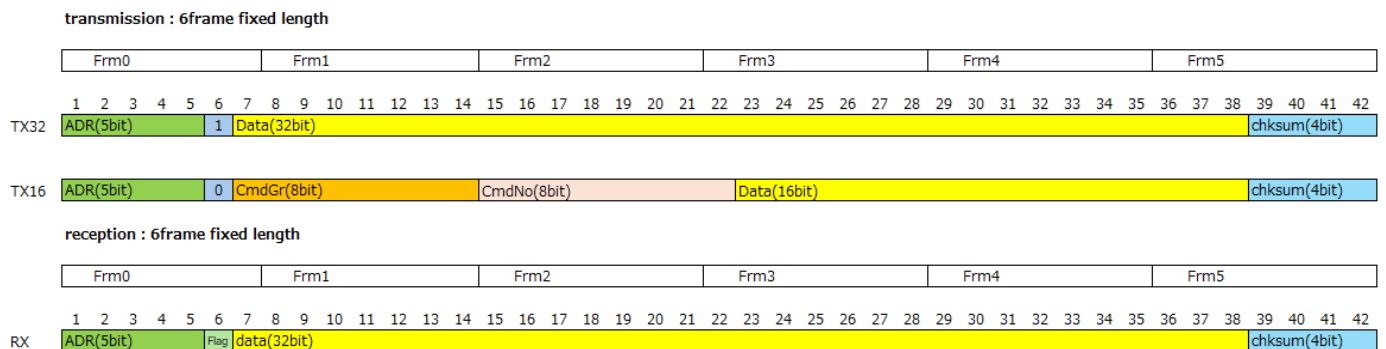 transmission : 6frame fixed length
Frm0 Frm1 Frm2 Frm3 Frm4 Frm5
1 2 3 4 5 6 7 8 9 10 11 12 13 14 15 16 17 18 19 20 21 22 23 24 25 26 27 28 29 30 31 32 33 34 35 36 37 38 39 40 41 42
TX32 ADR(5bit) 1 Data(32bit) chksum(4bit)
TX16 ADR(5bit) 0 CmdGr(8bit) CmdNo(8bit) Data(16bit) chksum(4bit)
reception : 6frame fixed length
Frm0 Frm1 Frm2 Frm3 Frm4 Frm5
1 2 3 4 5 6 7 8 9 10 11 12 13 14 15 16 17 18 19 20 21 22 23 24 25 26 27 28 29 30 31 32 33 34 35 36 37 38 39 40 41 42
RX ADR(5bit) Flag data(32bit) chksum(4bit)